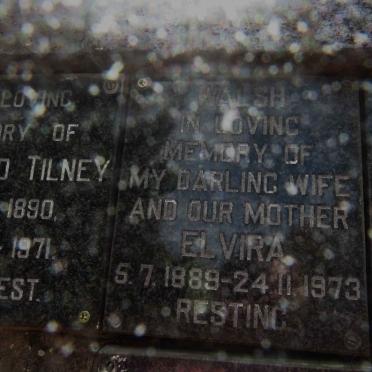 LOVING
ORY OF
D TILNEY
1890.
- 1971.
EST.
WALSH
IN LOVING
MEMORY OF
MY DARLING WIFE
AND OUR MOTHER
ELVIRA
5.7.1889-24.11.1973
RESTING